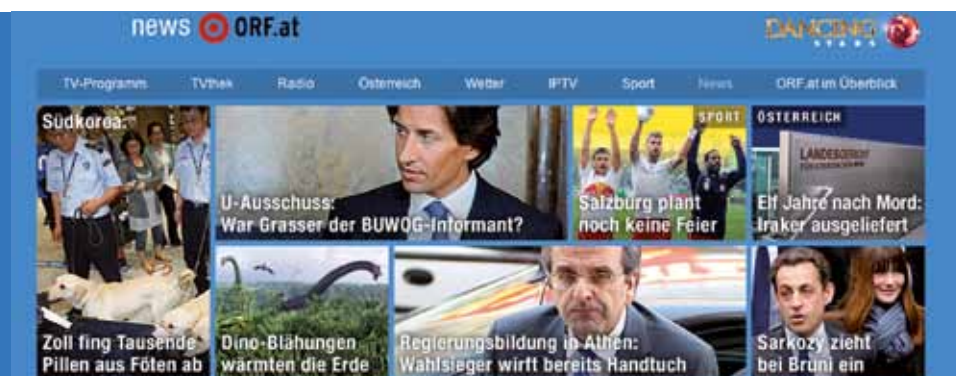 news ORF.at
DANCING
STARS
TV-Programm TVthek Radio Österreich Wetter IPTV Sport News ORF.at im Überblick
Südkorea:
Zoll fing Tausende
Pillen aus Föten ab
U-Ausschuss:
War Grasser der BUWOG-Informant?
SPORT
Salzburg plant
noch keine Feier
ÖSTERREICH
LANDESGERICHT
Elf Jahre nach Mord:
Iraker ausgeliefert
Dino-Blähungen
wärmten die Erde
Regierungsbildung in Athen:
Wahlsieger wirft bereits Handtuch
Sarkozy zieht
bei Bruni ein